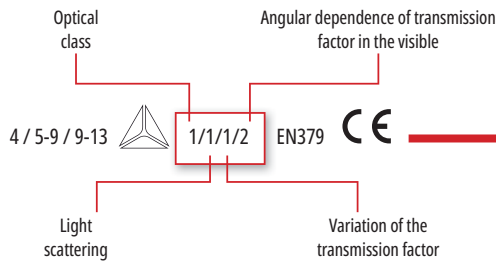 Optical
class
Angular dependence of transmission
factor in the visible
4 / 5-9 / 9-13
1/1/1/2
EN379
CE
Light
scattering
Variation of the
transmission factor